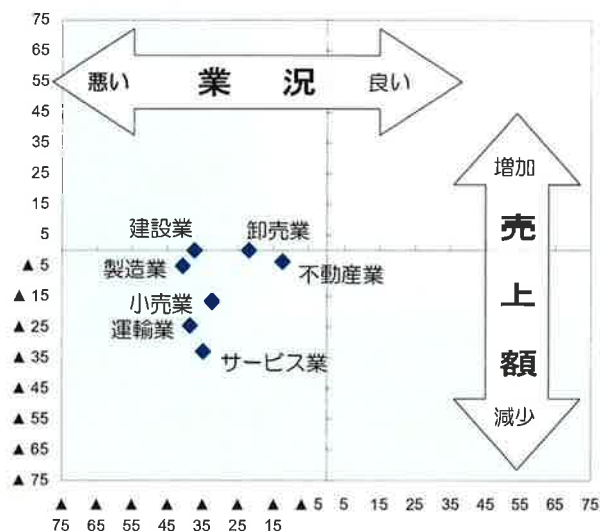 75
65
55
45
35
25
15
5
▲ 5
▲ 15
▲ 25
▲ 35
▲ 45
▲ 55
▲ 65
▲ 75
悪い 業 況 良い
増加
売
上
額
減少
建設業 卸売業
製造業 不動産業
小売業
運輸業
サービス業
▲ ▲ ▲ ▲ ▲ ▲ ▲ ▲ 5 5 15 25 35 45 55 65 75
75 65 55 45 35 25 15